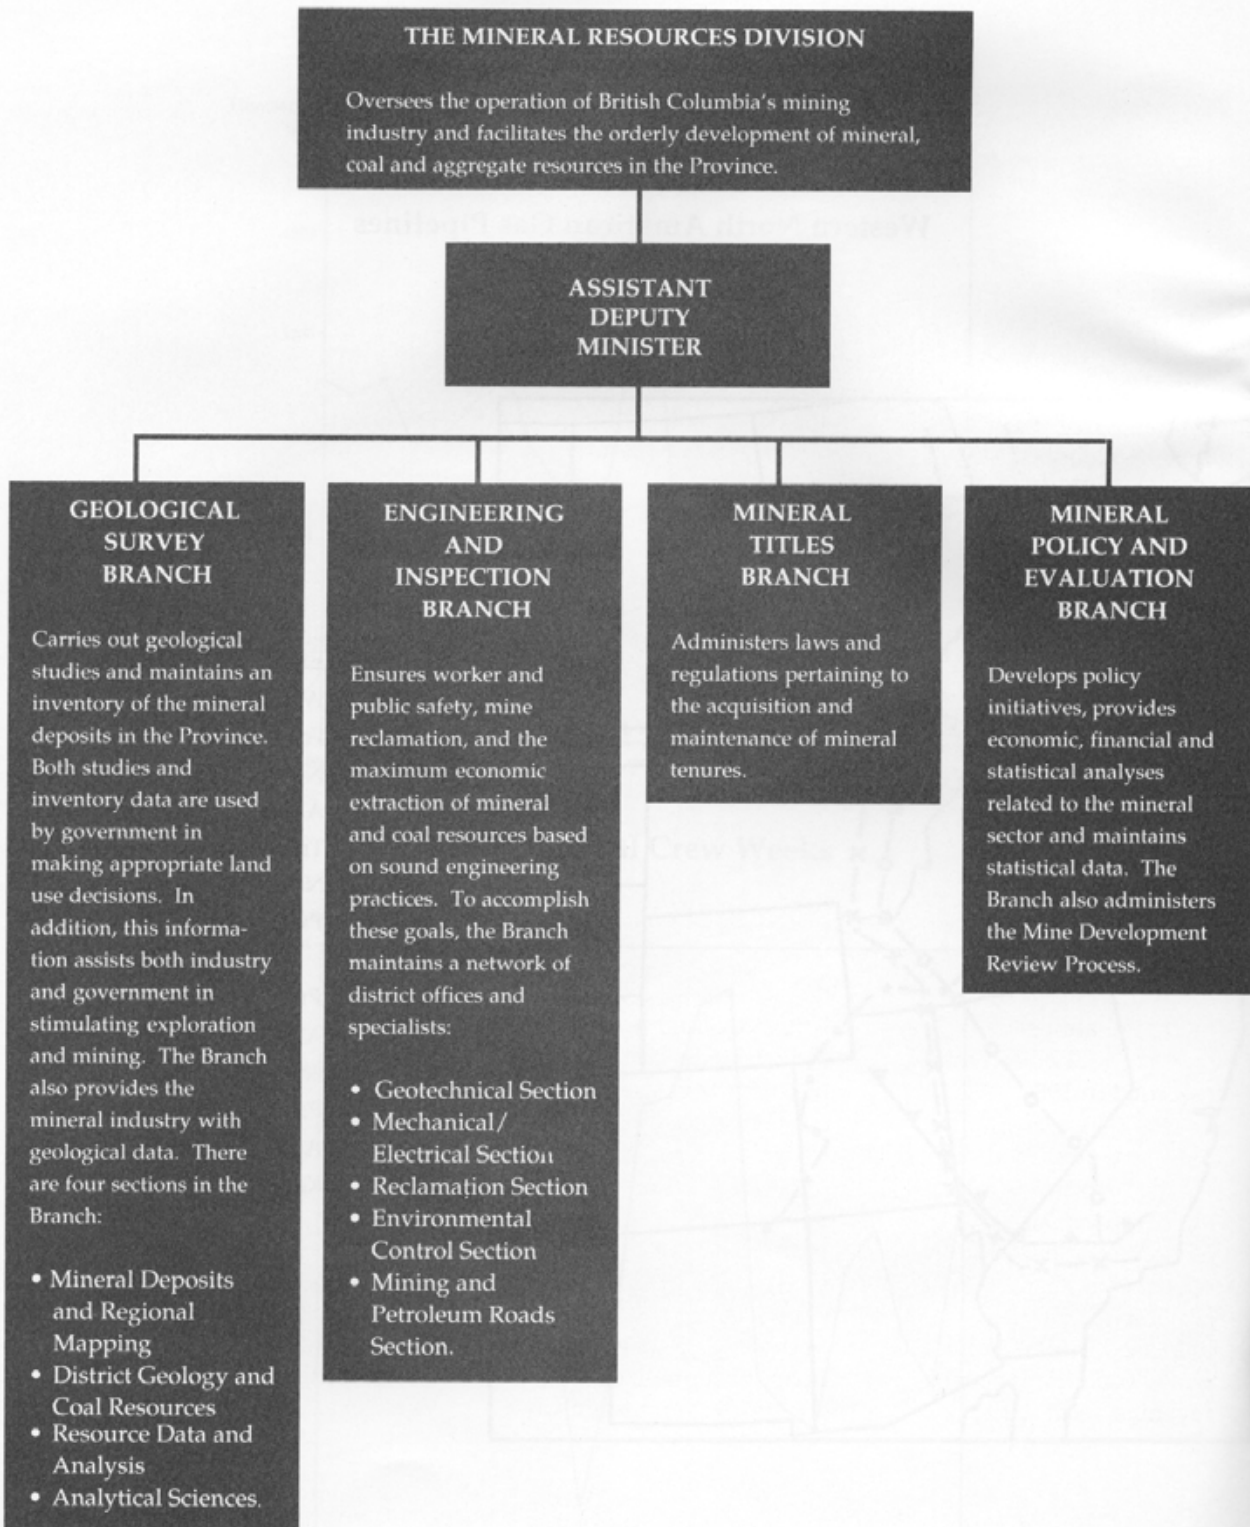 THE MINERAL RESOURCES DIVISION
Oversees the operation of British Columbia's mining
industry and facilitates the orderly development of mineral,
coal and aggregate resources in the Province.
Western North American Gas Pipelines
ASSISTANT
DEPUTY
MINISTER
GEOLOGICAL
SURVEY
BRANCH
Carries out geological
studies and maintains an
inventory of the mineral
deposits in the Province.
Both studies and
inventory data are used
by government in
making appropriate land
use decisions. In
addition, this informa-
tion assists both industry
and government in
stimulating exploration
and mining. The Branch
also provides the
mineral industry with
geological data. There
are four sections in the
Branch:
• Mineral Deposits
and Regional
Mapping
• District Geology and
Coal Resources
• Resource Data and
Analysis
• Analytical Sciences.
ENGINEERING
AND
INSPECTION
BRANCH
Ensures worker and
public safety, mine
reclamation, and the
maximum economic
extraction of mineral
and coal resources based
on sound engineering
practices. To accomplish
these goals, the Branch
maintains a network of
district offices and
specialists:
• Geotechnical Section
• Mechanical/
Electrical Section
• Reclamation Section
• Environmental
Control Section
• Mining and
Petroleum Roads
Section.
MINERAL
TITLES
BRANCH
Administers laws and
regulations pertaining to
the acquisition and
maintenance of mineral
tenures.
Crew Weeks
MINERAL
POLICY AND
EVALUATION
BRANCH
Develops policy
initiatives, provides
economic, financial and
statistical analyses
related to the mineral
sector and maintains
statistical data. The
Branch also administers
the Mine Development
Review Process.